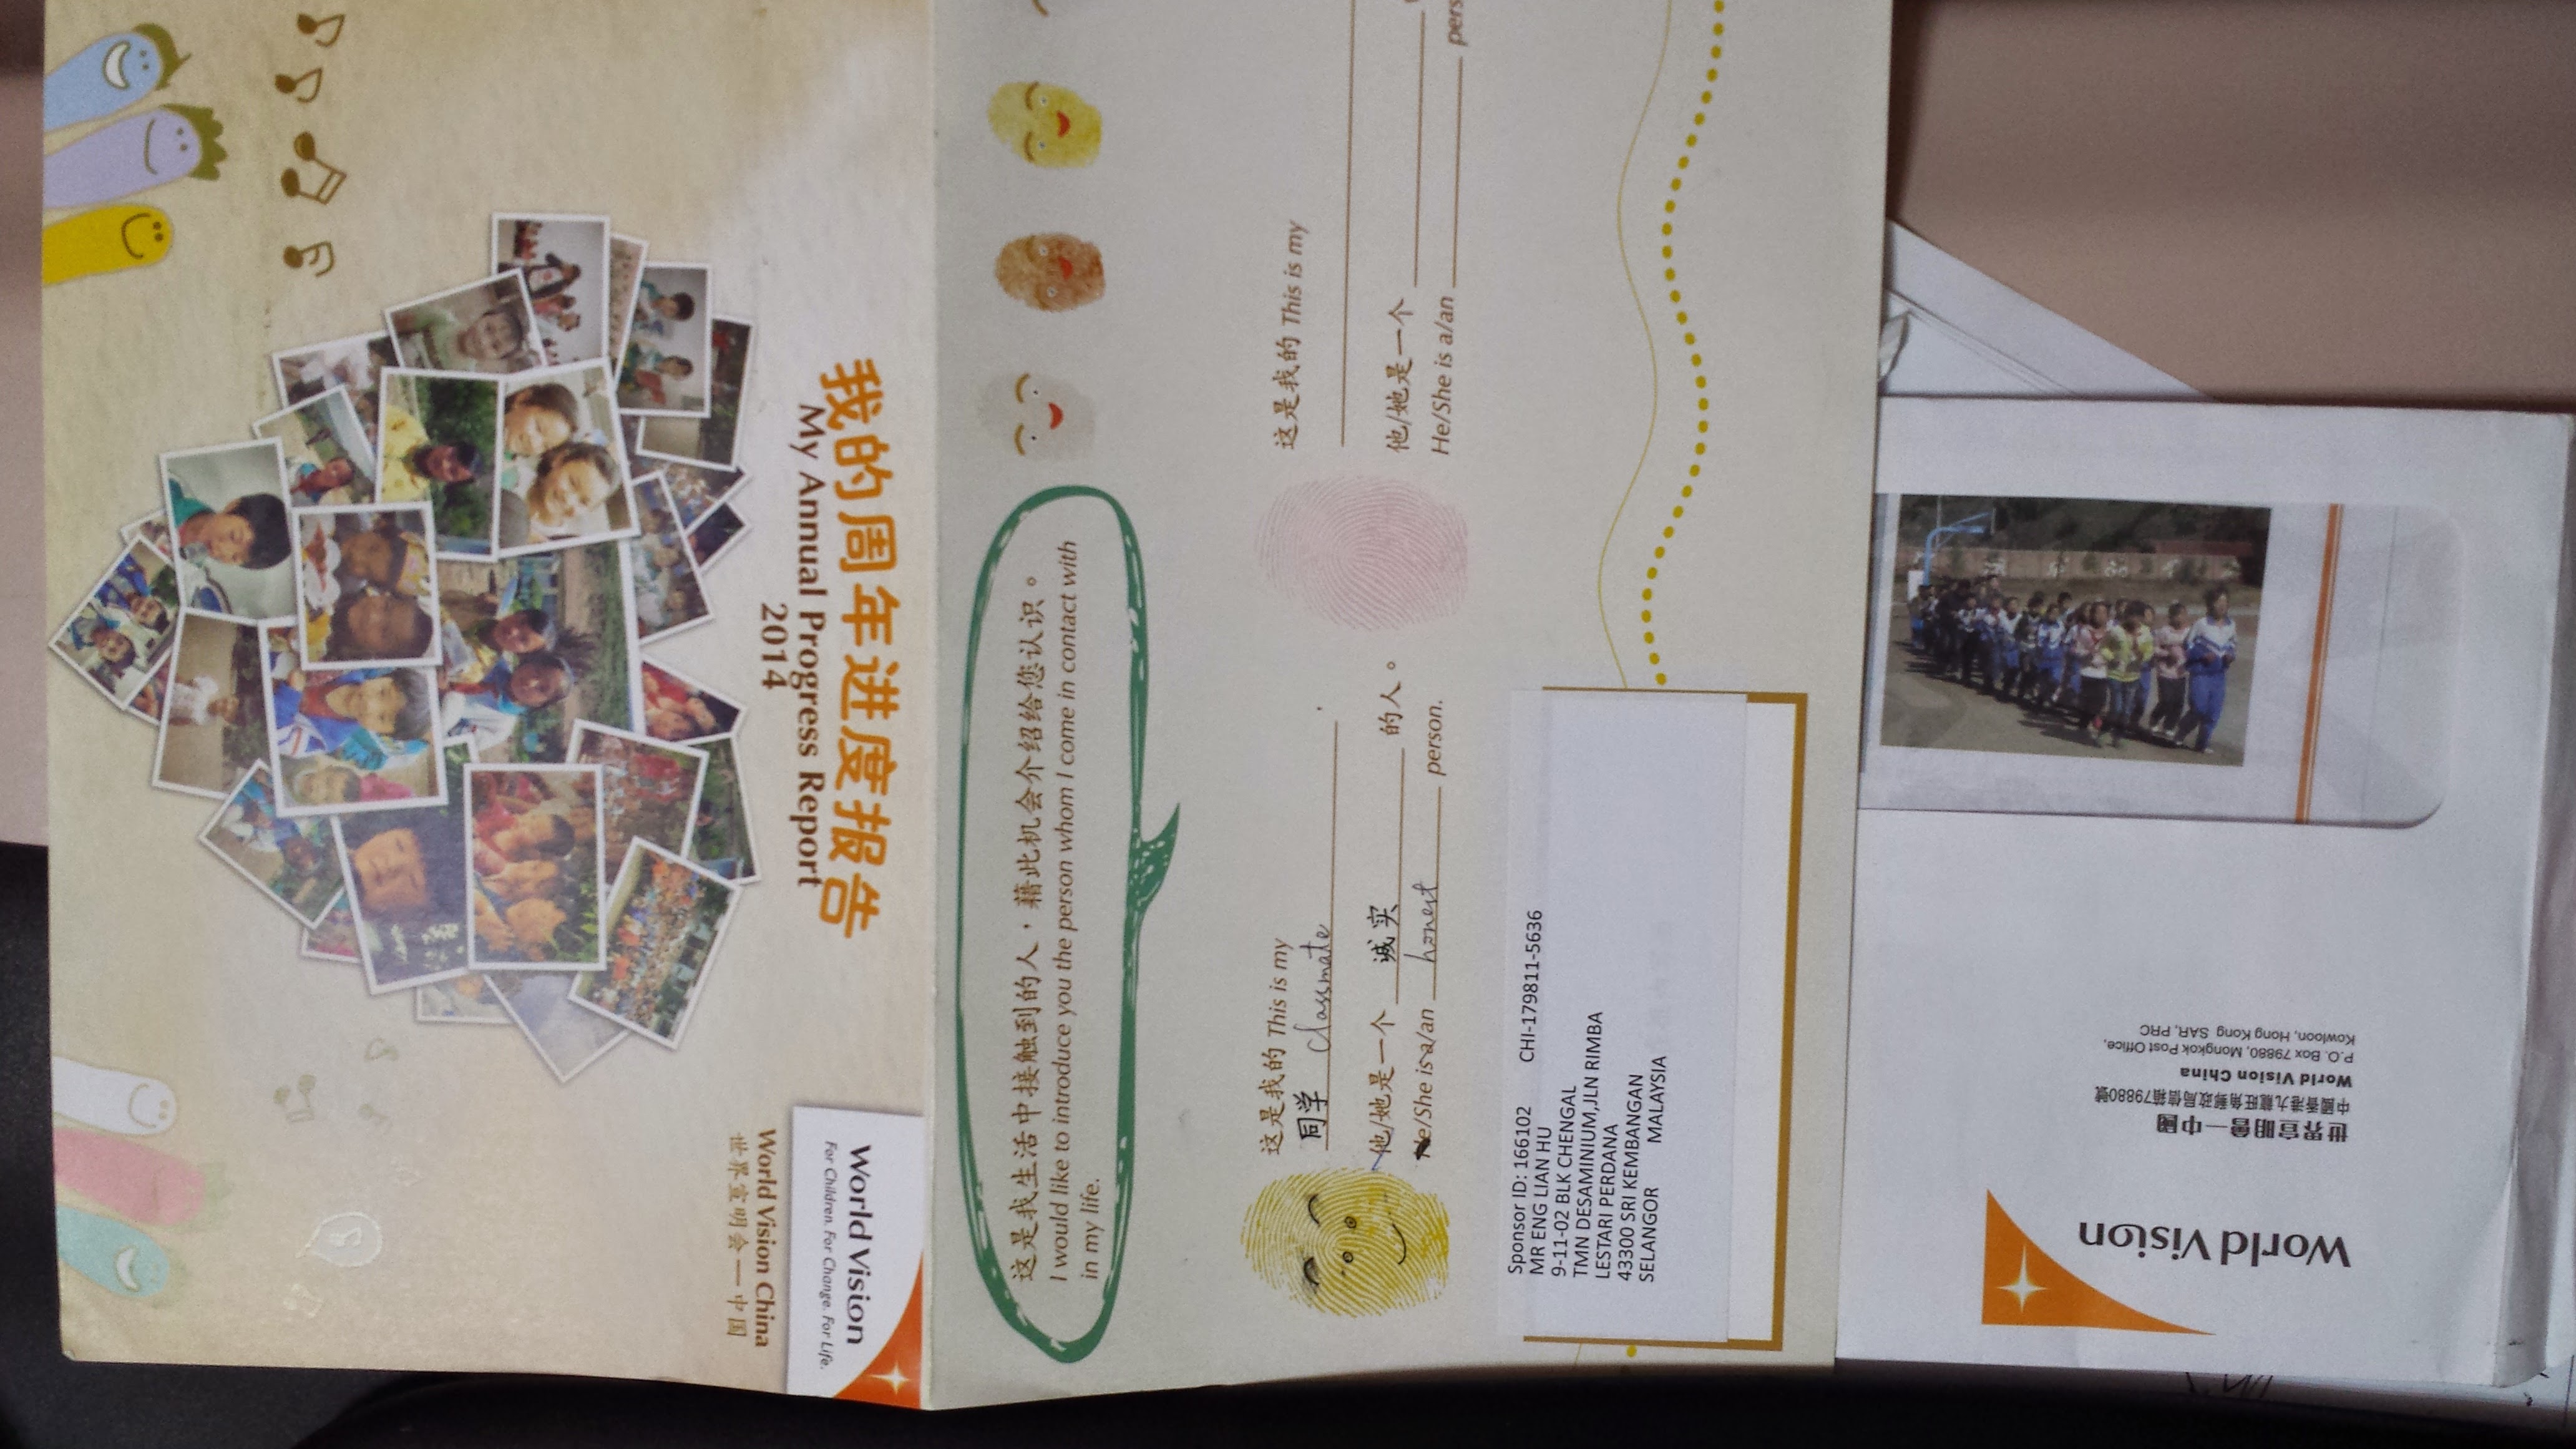 我的周年进度报告
My Annual Progress Report
2014
World Vision China
世界宣明会 — 中国
World Vision
For Children. For Change. For Life.
这是我生活中接触到的人，藉此机会介绍给您认识。
I would like to introduce you the person whom I come in contact with
in my life.
这是我的 This is my
同学 Classmate
他/她是一个 诚实 的人。
He/She is a/an honest person.
这是我的 This is my
他/她是一个
He/She is a/an pers
Sponsor ID: 166102 CHI-179811-5636
MR ENG LIAN HU
9-11-02 BLK CHENGAL
TMN DESAMINIUM,JLN RIMBA
LESTARI PERDANA
43300 SRI KEMBANGAN
SELANGOR MALAYSIA
World Vision
世界宣明會—中國
中國香港九龍旺角郵政局信箱79880號
World Vision China
P.O. Box 79880, Mongkok Post Office,
Kowloon, Hong Kong SAR, PRC